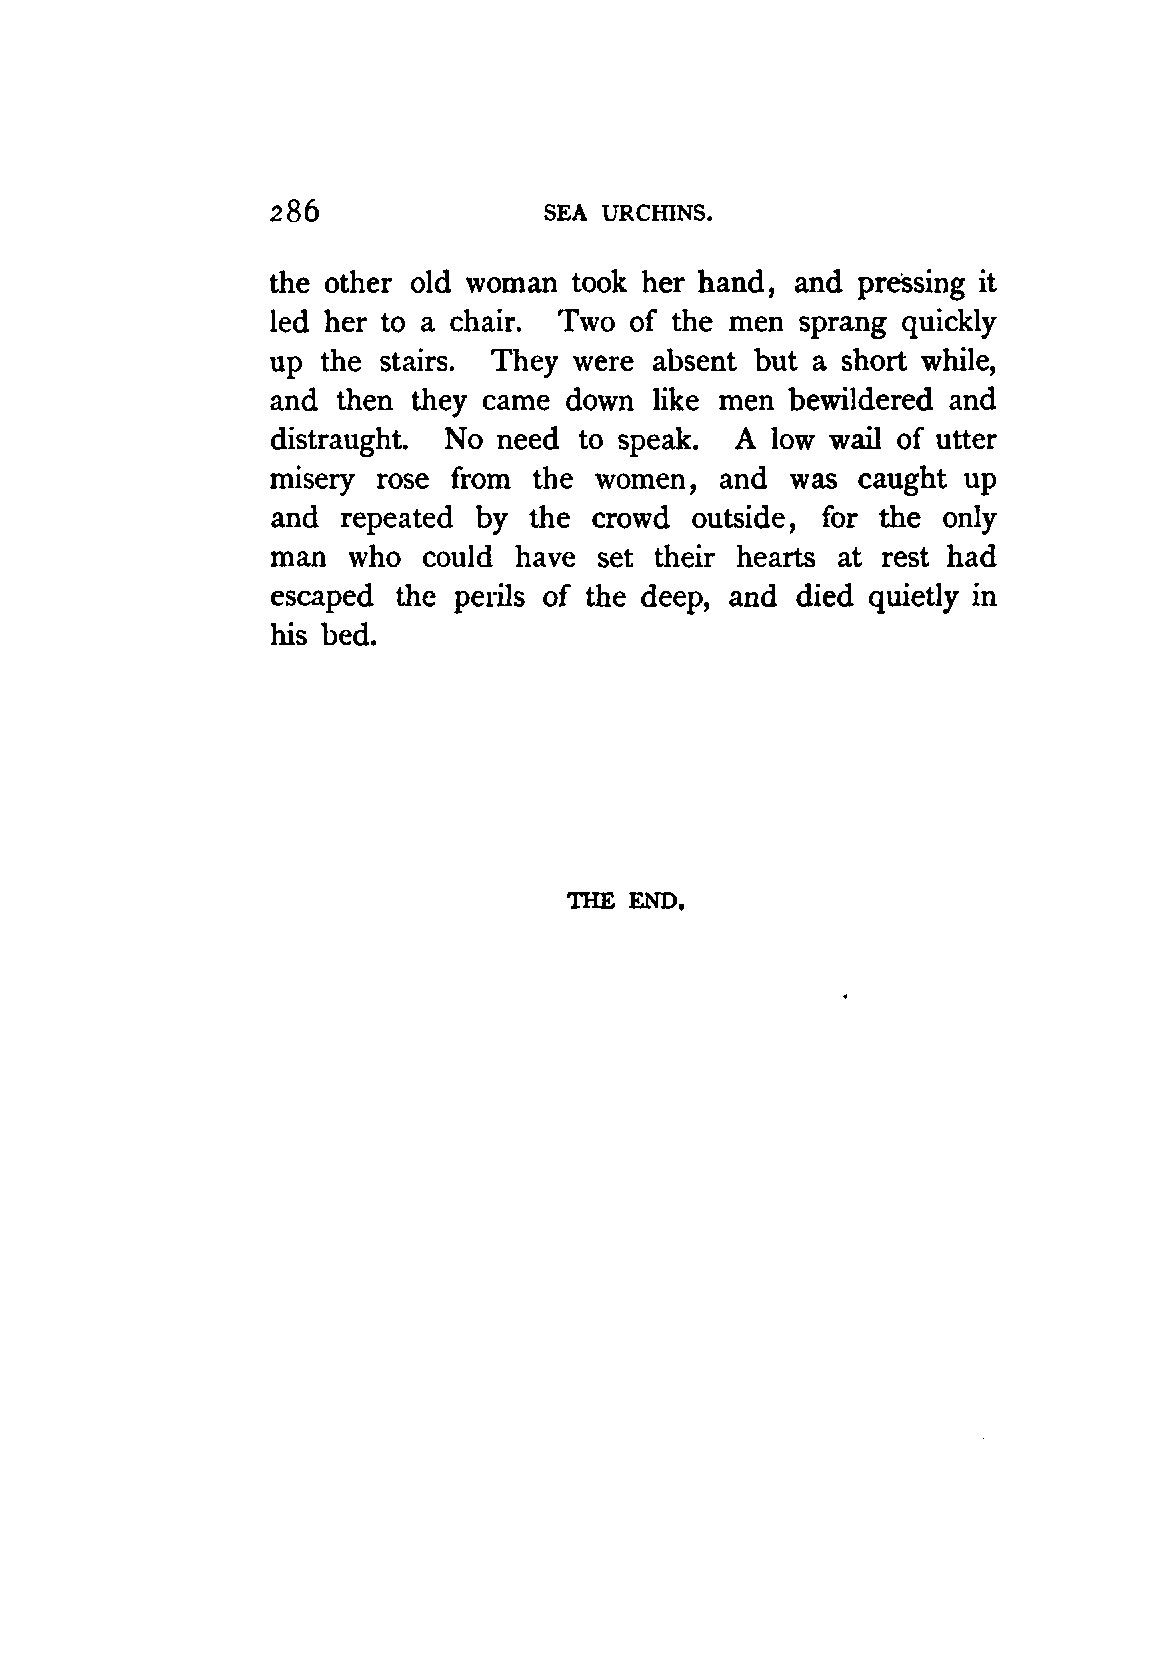 286 SEA URCHINS.
the other old woman took her hand, and pressing it
led her to a chair. Two of the men sprang quickly
up the stairs. They were absent but a short while,
and then they came down like men bewildered and
distraught. No need to speak. A low wail of utter
misery rose from the women, and was caught up
and repeated by the crowd outside, for the only
man who could have set their hearts at rest had
escaped the perils of the deep, and died quietly in
his bed.
THE END.